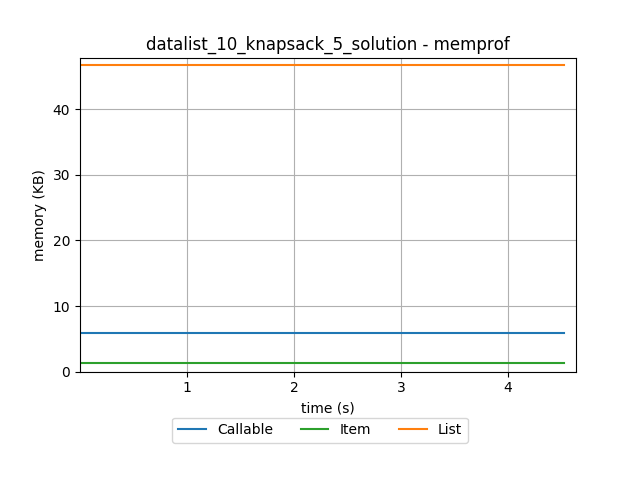 datalist_10_knapsack_5_solution - memprof
memory (KB)
40
30
20
10
0
1 2 3 4
time (s)
Callable Item List